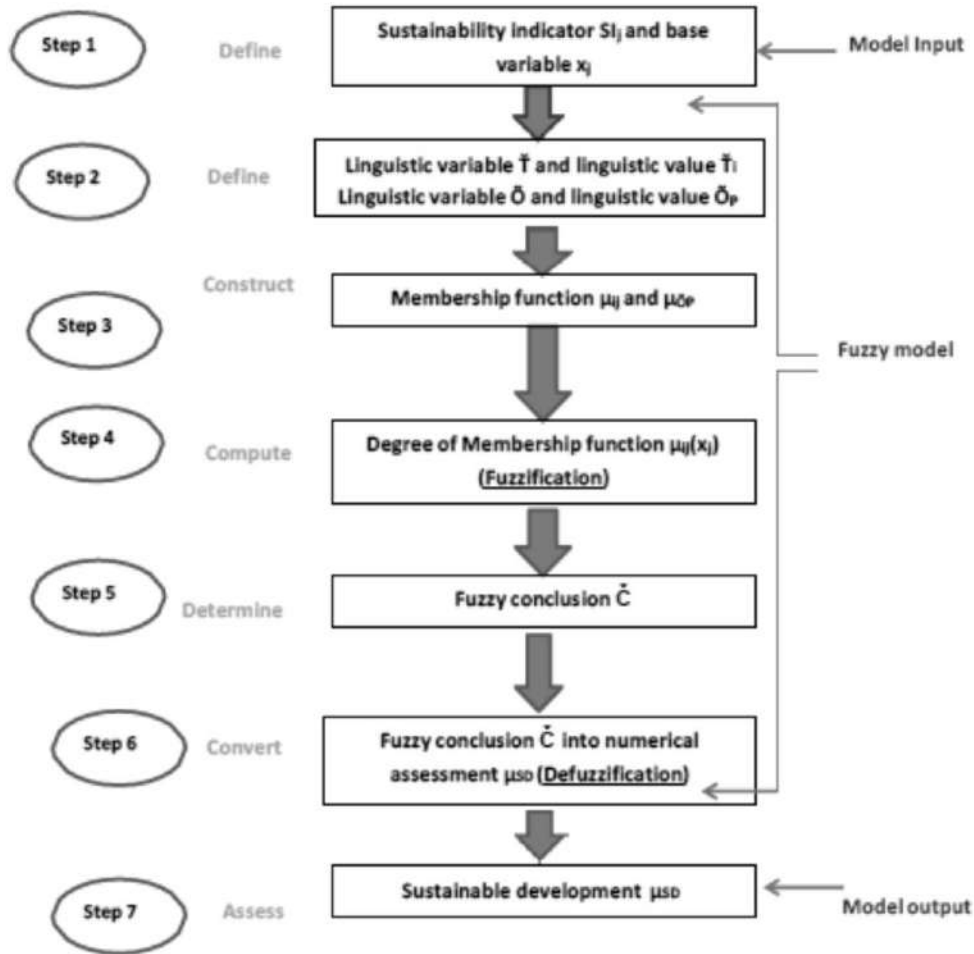 Step 1
Define
Sustainability indicator SIj and base
variable xj
Model Input
Step 2
Define
Linguistic variable T̆ and linguistic value T̆i
Linguistic variable Ŏ and linguistic value ŎP
Construct
Step 3
Membership function µij and µŎP
Fuzzy model
Step 4
Compute
Degree of Membership function µij(xj)
(Fuzzification)
Step 5
Determine
Fuzzy conclusion Č
Step 6
Convert
Fuzzy conclusion Č into numerical
assessment µSD (Defuzzification)
Step 7
Assess
Sustainable development µSD
Model output